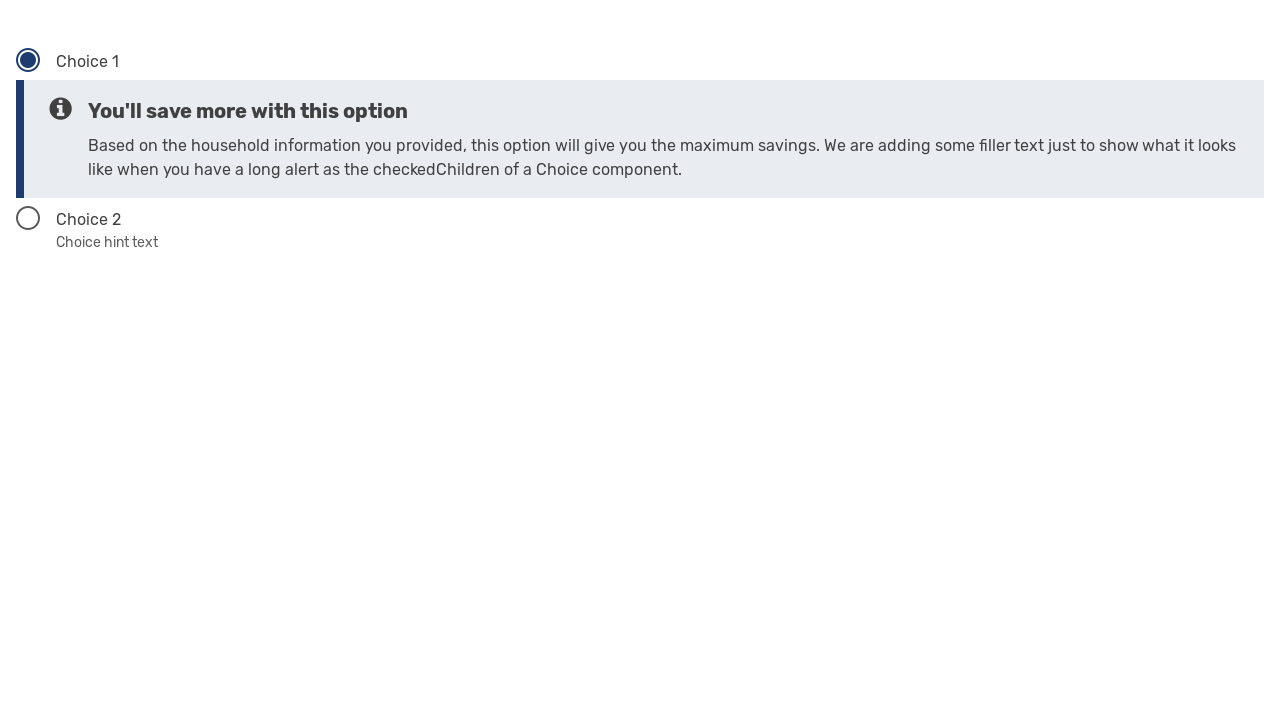 Choice 1
You'll save more with this option
Based on the household information you provided, this option will give you the maximum savings. We are adding some filler text just to show what it looks
like when you have a long alert as the checkedChildren of a Choice component.
Choice 2
Choice hint text